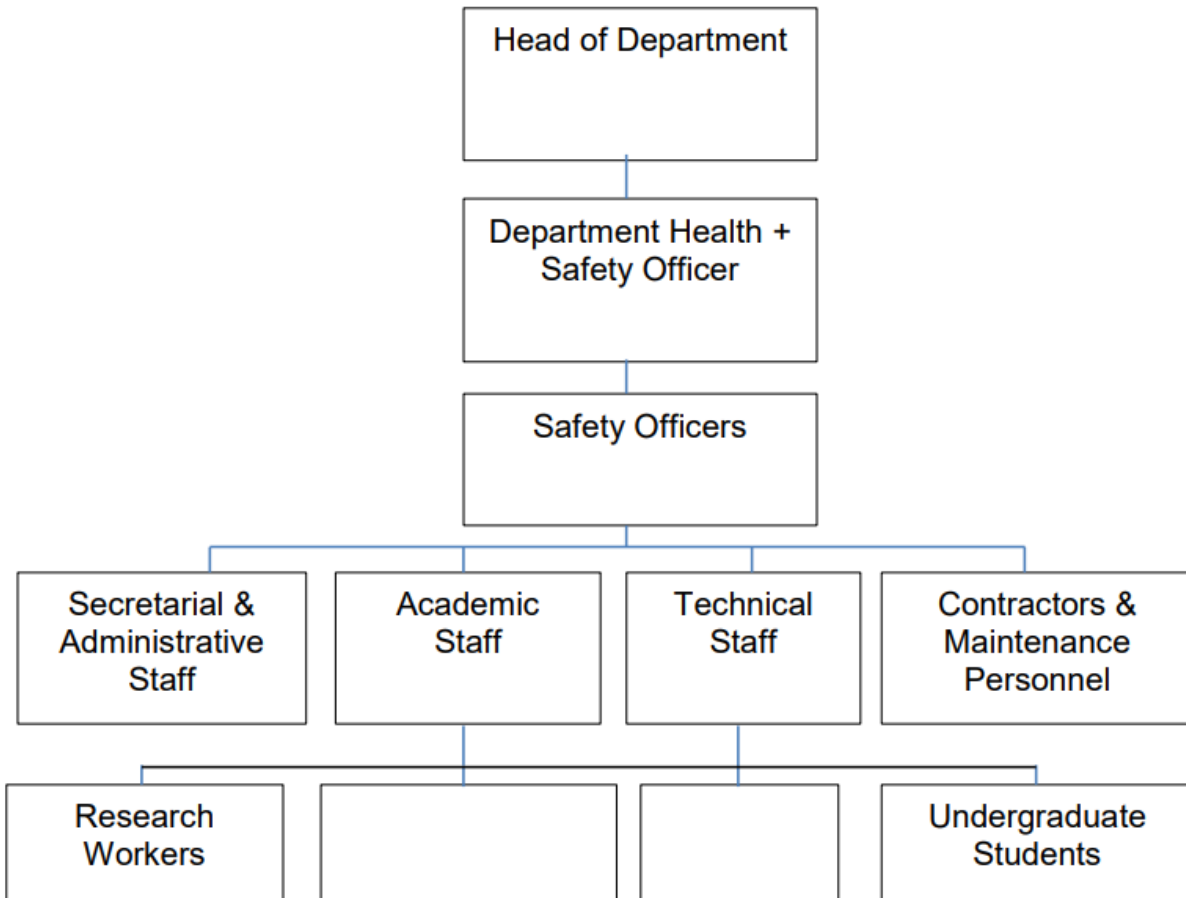 Head of Department
Department Health +
Safety Officer
Safety Officers
Secretarial &
Administrative
Staff
Academic
Staff
Technical
Staff
Contractors &
Maintenance
Personnel
Research
Workers
Undergraduate
Students